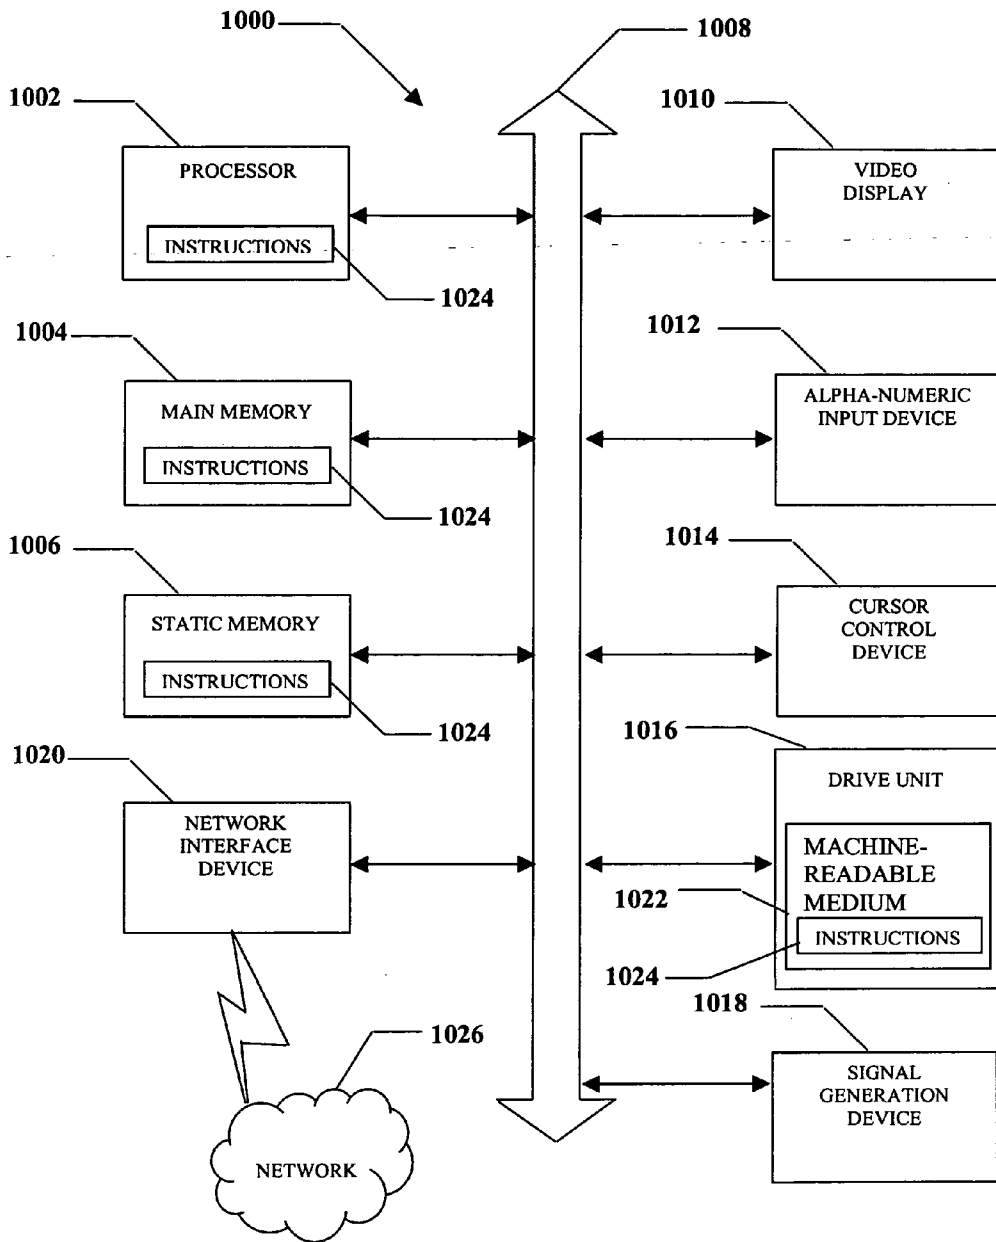 1000
1008
1002
1010
PROCESSOR
INSTRUCTIONS
1024
VIDEO
DISPLAY
1004
1012
MAIN MEMORY
INSTRUCTIONS
1024
ALPHA-NUMERIC
INPUT DEVICE
1006
1014
STATIC MEMORY
INSTRUCTIONS
1024
CURSOR
CONTROL
DEVICE
1020
1016
NETWORK
INTERFACE
DEVICE
DRIVE UNIT
MACHINE-
READABLE
MEDIUM
1022
INSTRUCTIONS
1024
1026
1018
NETWORK
SIGNAL
GENERATION
DEVICE